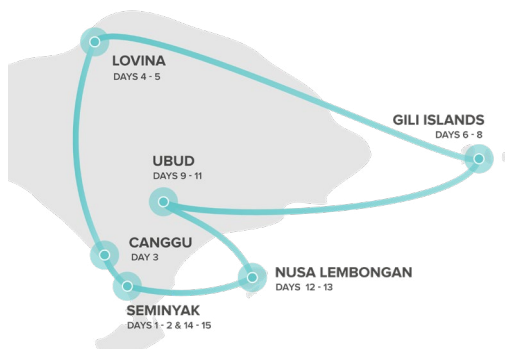 LOVINA
DAYS 4 - 5
GILI ISLANDS
DAYS 6 - 8
UBUD
DAYS 9 - 11
CANGGU
DAY 3
NUSA LEMBONGAN
DAYS 12 - 13
SEMINYAK
DAYS 1 - 2 & 14 - 15